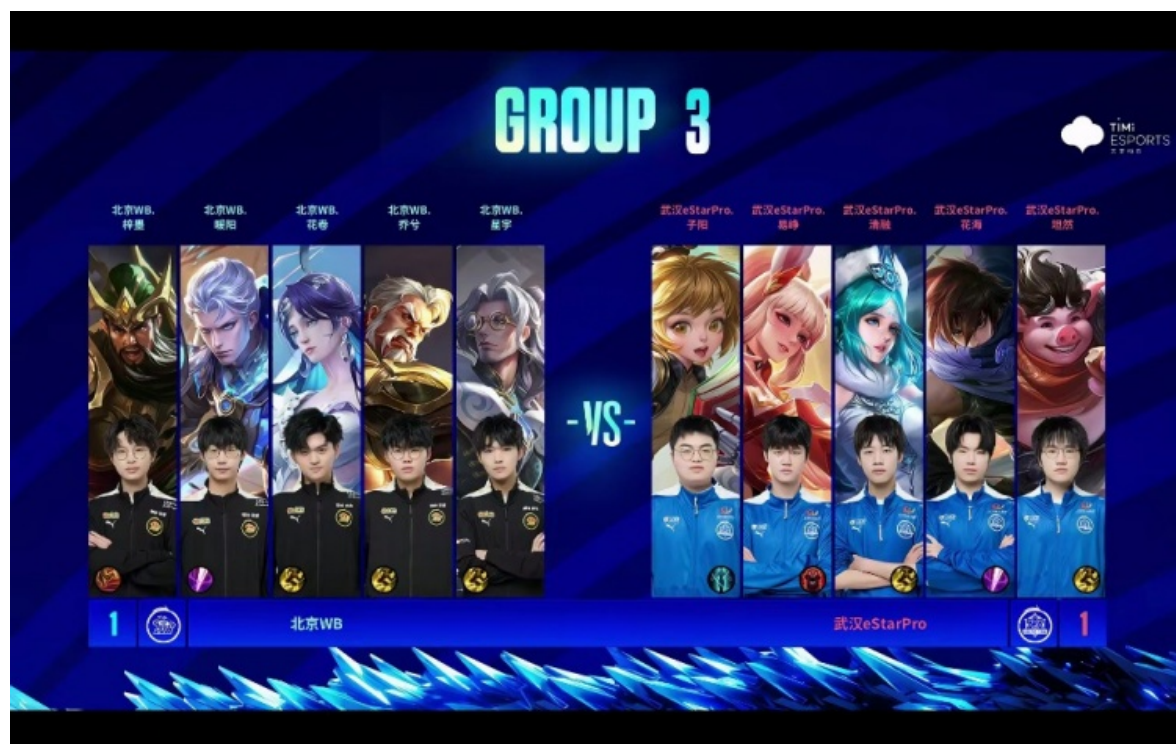 GROUP 3
TiMi
ESPORTS
北京WB.
梓墨
北京WB.
暖阳
北京WB.
花卷
北京WB.
乔兮
北京WB.
星宇
-VS-
武汉eStarPro.
子阳
武汉eStarPro.
易峥
武汉eStarPro.
清融
武汉eStarPro.
花海
武汉eStarPro.
坦然
1
北京WB
武汉eStarPro
1